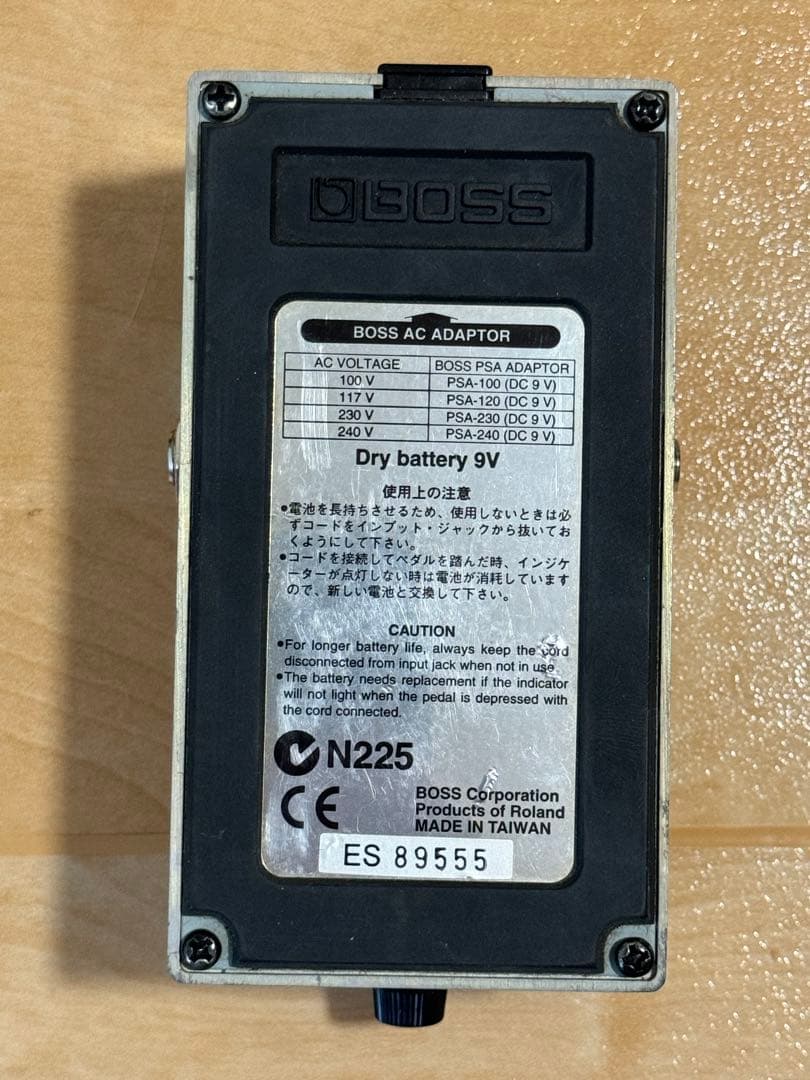 BOSS
BOSS AC ADAPTOR
AC VOLTAGE BOSS PSA ADAPTOR
100 V PSA-100 (DC 9 V)
117 V PSA-120 (DC 9 V)
230 V PSA-230 (DC 9 V)
240 V PSA-240 (DC 9 V)
Dry battery 9V
使用上の注意
●電池を長持ちさせるため、使用しないときは必
ずコードをインプット・ジャックから抜いてお
くようにして下さい。
●コードを接続してペダルを踏んだ時、インジケ
ーターが点灯しない時は電池が消耗しています
ので、新しい電池と交換して下さい。
CAUTION
●For longer battery life, always keep the cord
disconnected from input jack when not in use.
●The battery needs replacement if the indicator
will not light when the pedal is depressed with
the cord connected.
N225
CE
BOSS Corporation
Products of Roland
MADE IN TAIWAN
ES 89555